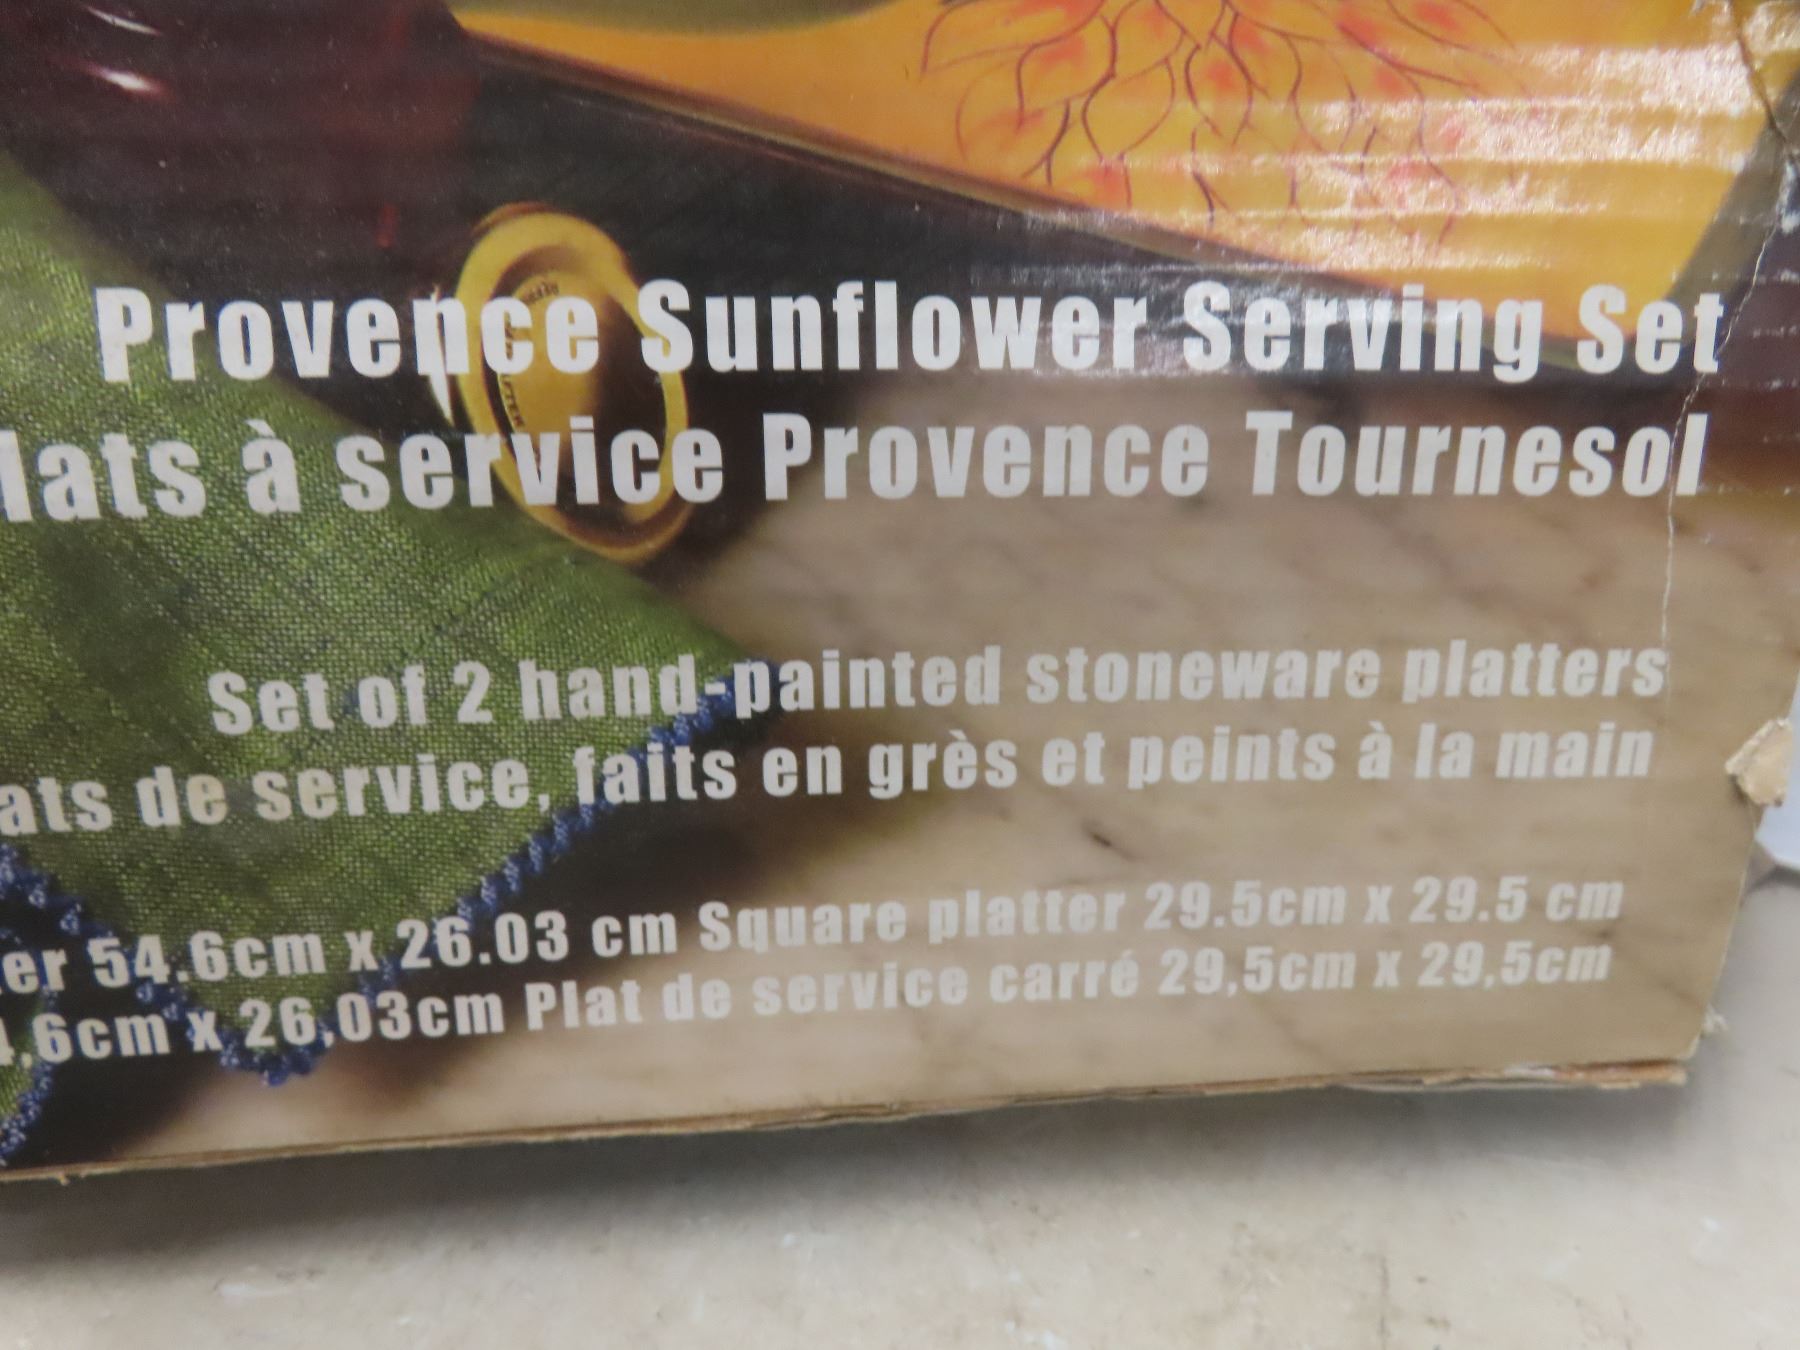 Provence Sunflower Serving Set
lats à service Provence Tournesol
Set of 2 hand-painted stoneware platters
ats de service, faits en grès et peints à la main
er 54.6cm x 26.03 cm Square platter 29.5cm x 29.5 cm
,6cm x 26,03cm Plat de service carré 29,5cm x 29,5cm